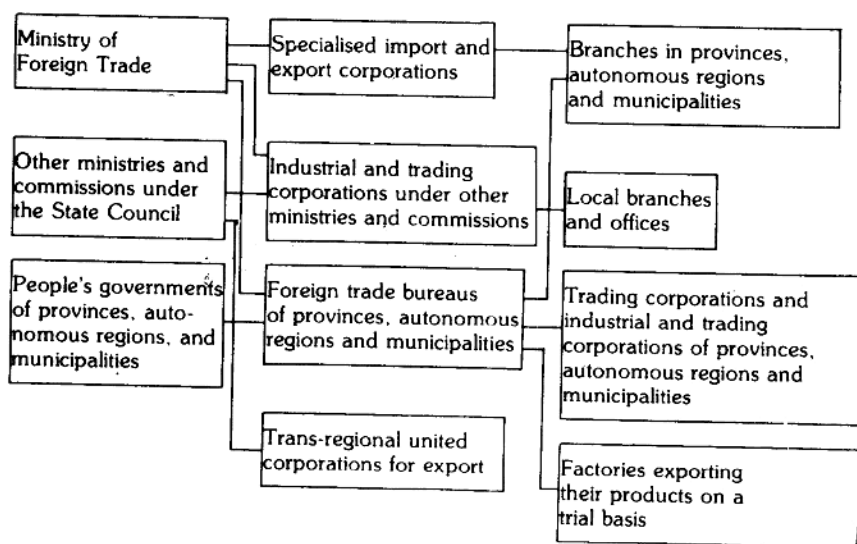 Ministry of
Foreign Trade
Specialised import and
export corporations
Branches in provinces,
autonomous regions
and municipalities
Other ministries and
commissions under
the State Council
Industrial and trading
corporations under other
ministries and commissions
Local branches
and offices
People's governments
of provinces, auto-
nomous regions, and
municipalities
Foreign trade bureaus
of provinces, autonomous
regions and municipalities
Trading corporations and
industrial and trading
corporations of provinces,
autonomous regions and
municipalities
Trans-regional united
corporations for export
Factories exporting
their products on a
trial basis